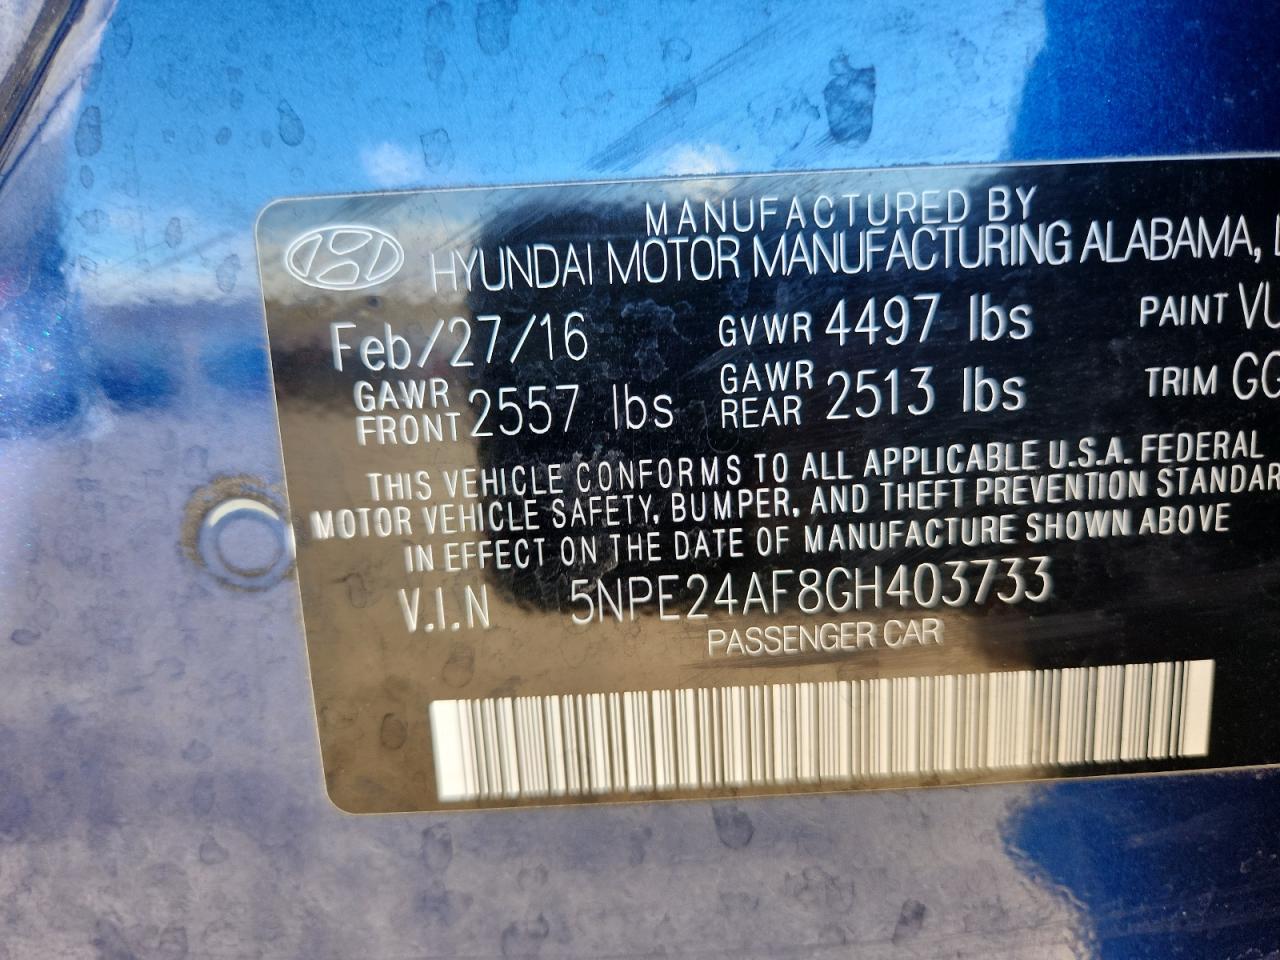 MANUFACTURED BY
HYUNDAI MOTOR MANUFACTURING ALABAMA,
Feb/27/16 GVWR 4497 lbs PAINT VU
GAWR FRONT 2557 lbs GAWR REAR 2513 lbs TRIM
THIS VEHICLE CONFORMS TO ALL APPLICABLE U.S.A. FEDERAL
MOTOR VEHICLE SAFETY, BUMPER, AND THEFT PREVENTION STANDAR
IN EFFECT ON THE DATE OF MANUFACTURE SHOWN ABOVE
V.I.N 5NPE24AF8GH403733
PASSENGER CAR